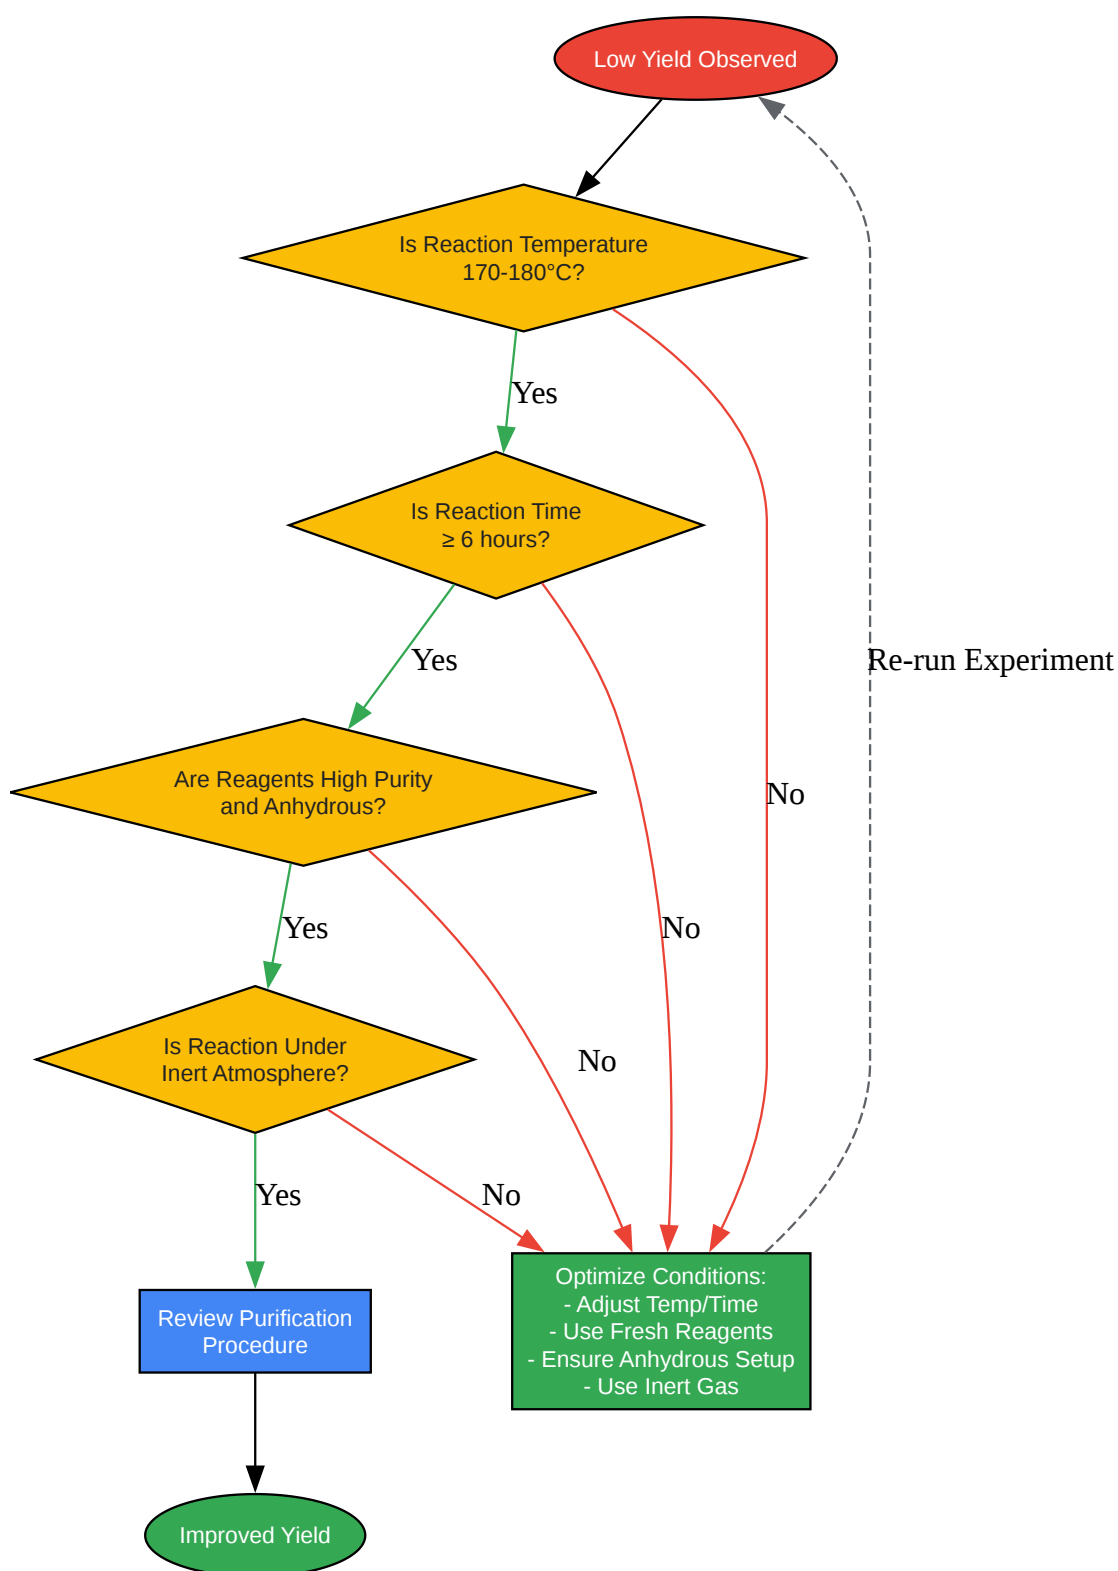 Low Yield Observed
Is Reaction Temperature
170-180°C?
Yes
Is Reaction Time
≥ 6 hours?
Yes
Re-run Experiment
Are Reagents High Purity
and Anhydrous?
No
Yes
No
Is Reaction Under
Inert Atmosphere?
No
Yes
No
Review Purification
Procedure
Optimize Conditions:
- Adjust Temp/Time
- Use Fresh Reagents
- Ensure Anhydrous Setup
- Use Inert Gas
Improved Yield